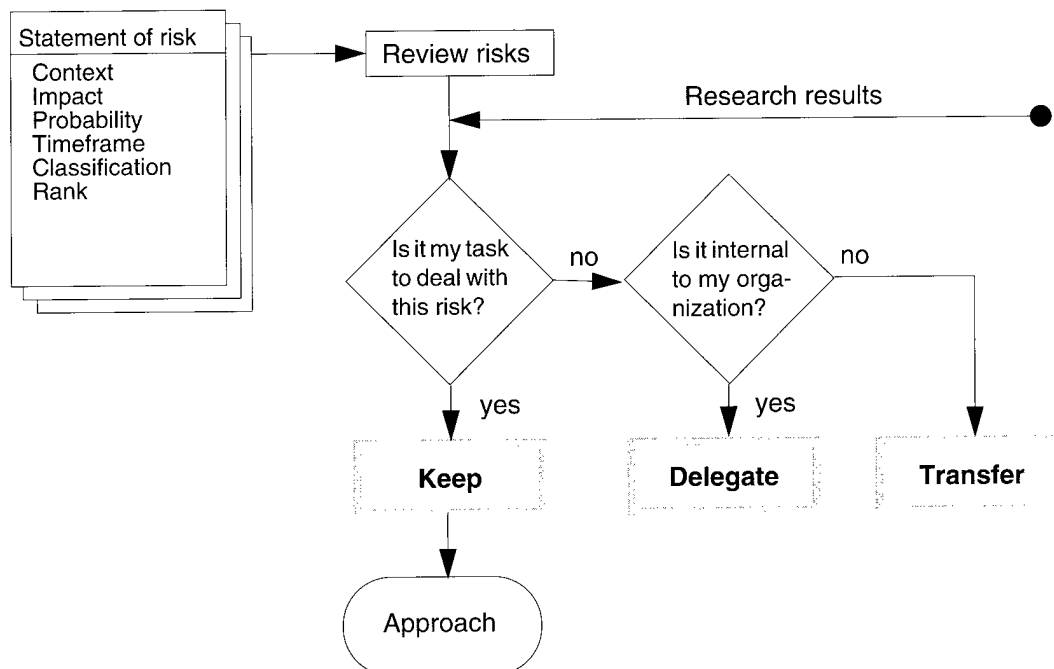 Statement of risk
Context
Impact
Probability
Timeframe
Classification
Rank
Review risks
Research results
Is it my task
to deal with
this risk?
no
Is it internal
to my orga-
nization?
no
yes
yes
Keep
Delegate
Transfer
Approach